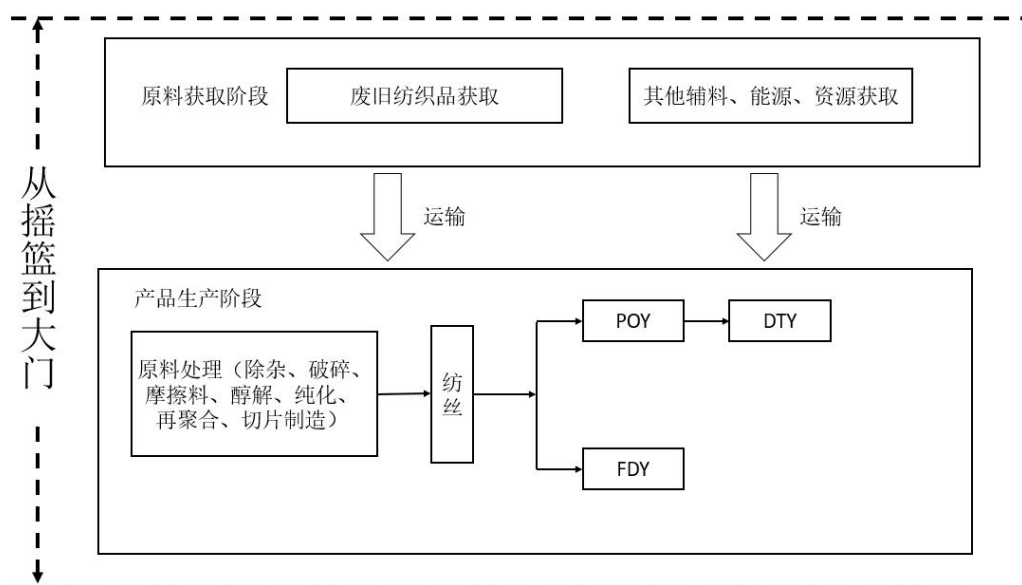 从摇篮到大门
原料获取阶段
废旧纺织品获取
其他辅料、能源、资源获取
运输
运输
产品生产阶段
原料处理（除杂、破碎、
摩擦料、醇解、纯化、
再聚合、切片制造）
纺丝
POY
DTY
FDY